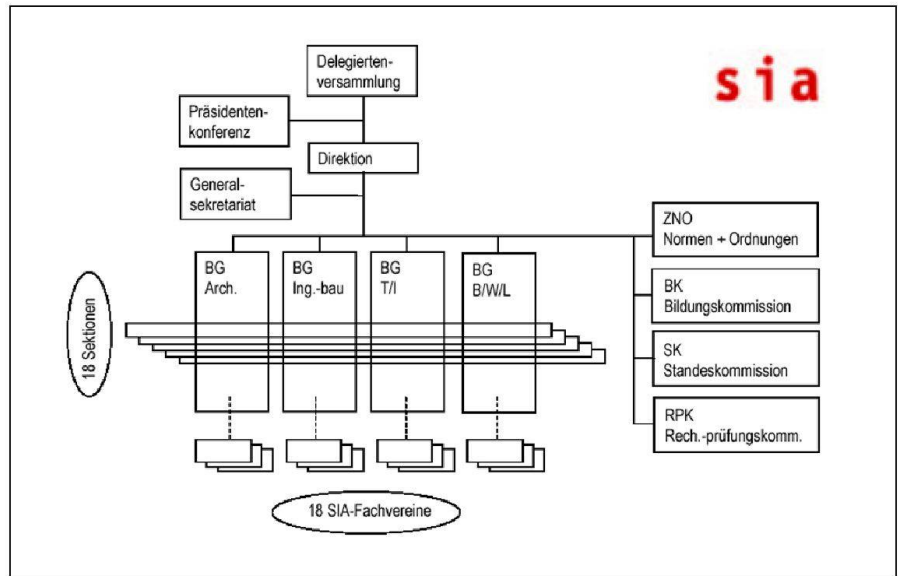 Delegierten-
versammlung
sia
Präsidenten-
konferenz
Direktion
General-
sekretariat
ZNO
Normen + Ordnungen
BG
Arch.
BG
Ing.-bau
BG
T/I
BG
B/W/L
BK
Bildungskommission
18 Sektionen
SK
Standeskommission
RPK
Rech.-prüfungskomm.
18 SIA-Fachvereine